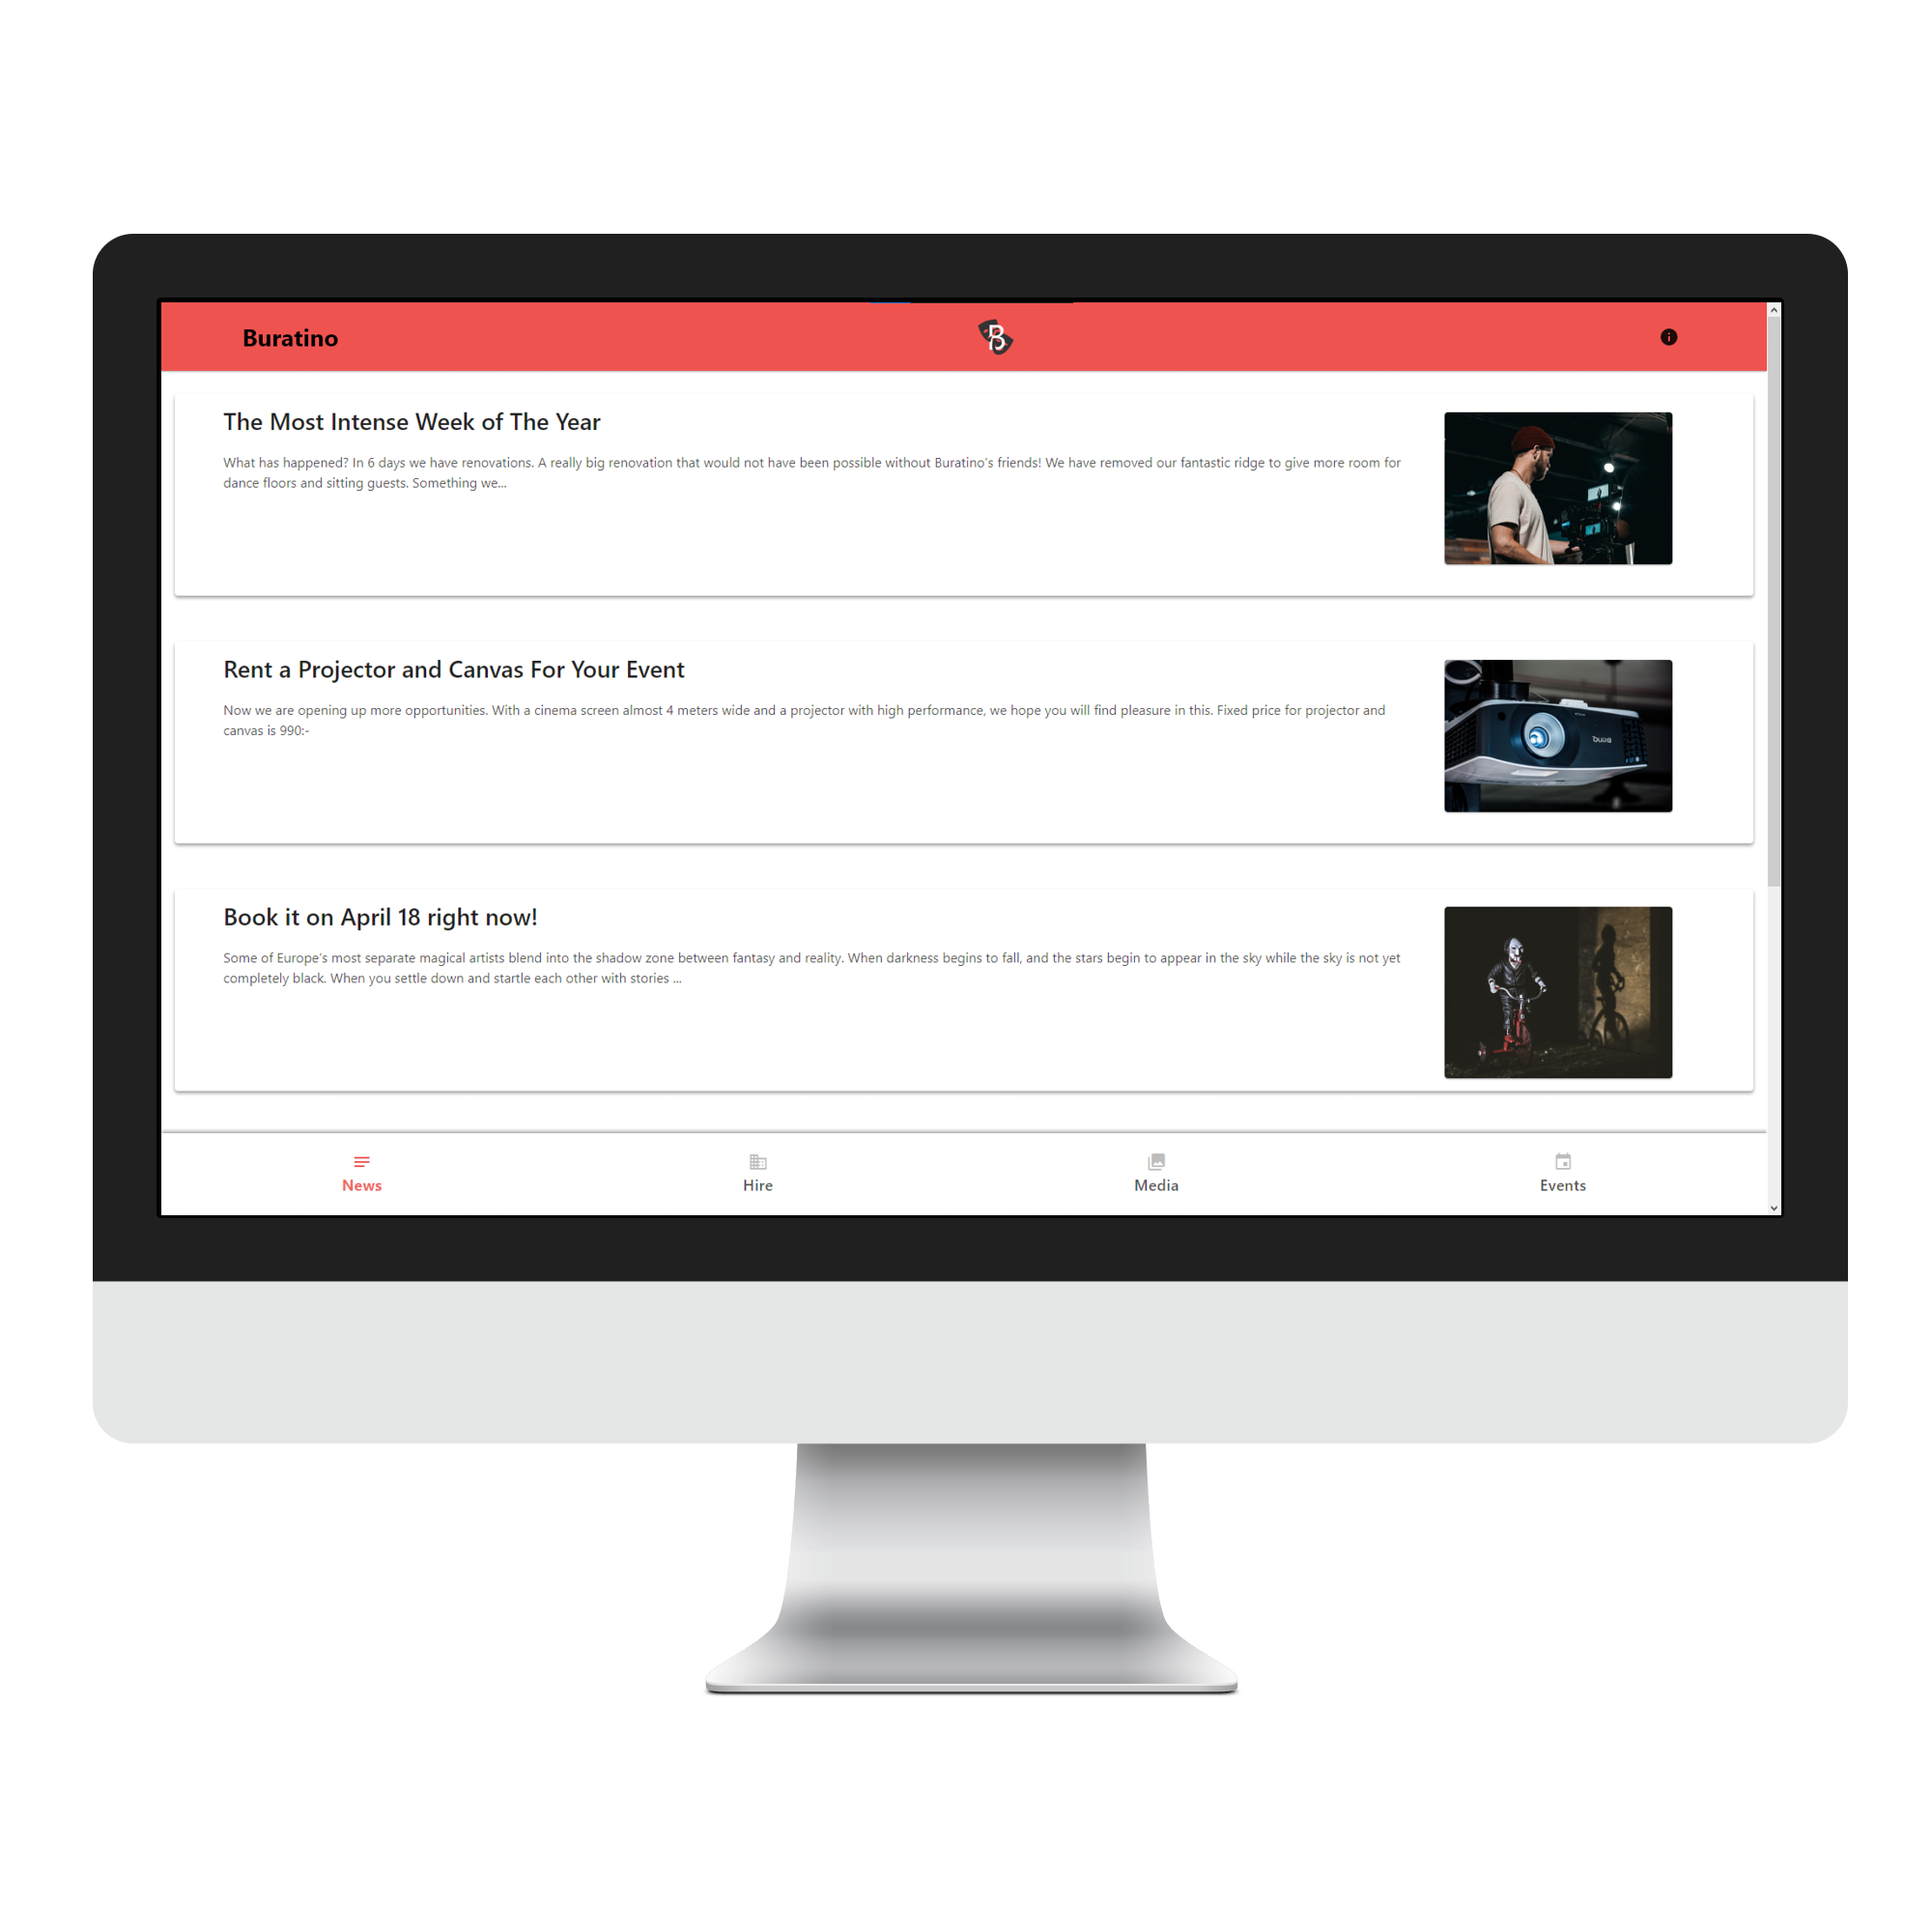 Buratino
B
The Most Intense Week of The Year
What has happened? In 6 days we have renovations. A really big renovation that would not have been possible without Buratino's friends! We have removed our fantastic ridge to give more room for
dance floors and sitting guests. Something we...
Rent a Projector and Canvas For Your Event
Now we are opening up more opportunities. With a cinema screen almost 4 meters wide and a projector with high performance, we hope you will find pleasure in this. Fixed price for projector and
canvas is 990:-
BenQ
Book it on April 18 right now!
Some of Europe's most separate magical artists blend into the shadow zone between fantasy and reality. When darkness begins to fall, and the stars begin to appear in the sky while the sky is not yet
completely black. When you settle down and startle each other with stories ...
News
Hire
Media
Events